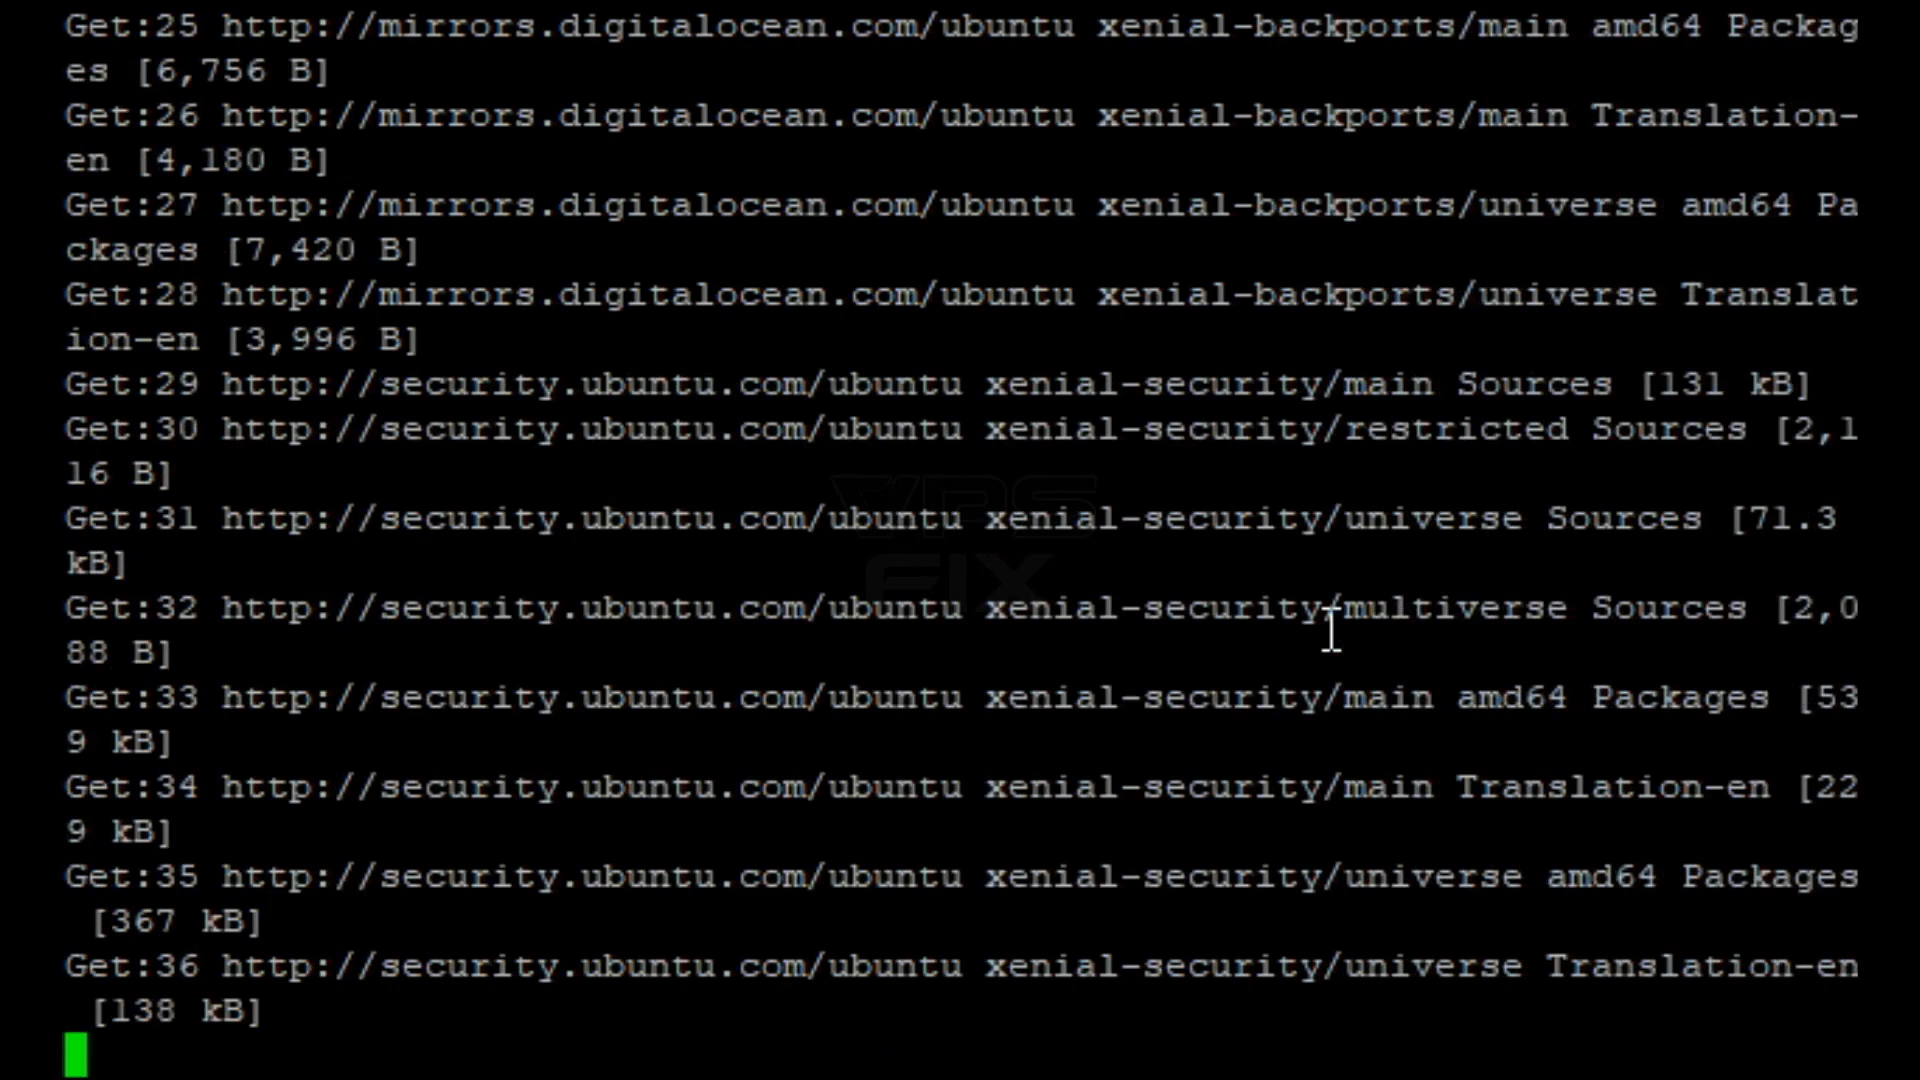 Get:25 http://mirrors.digitalocean.com/ubuntu xenial-backports/main amd64 Packag
es [6,756 B]
Get:26 http://mirrors.digitalocean.com/ubuntu xenial-backports/main Translation-
en [4,180 B]
Get:27 http://mirrors.digitalocean.com/ubuntu xenial-backports/universe amd64 Pa
ckages [7,420 B]
Get:28 http://mirrors.digitalocean.com/ubuntu xenial-backports/universe Translat
ion-en [3,996 B]
Get:29 http://security.ubuntu.com/ubuntu xenial-security/main Sources [131 kB]
Get:30 http://security.ubuntu.com/ubuntu xenial-security/restricted Sources [2,1
16 B]
VPS
Get:31 http://security.ubuntu.com/ubuntu xenial-security/universe Sources [71.3
kB]
FIX
Get:32 http://security.ubuntu.com/ubuntu xenial-security/multiverse Sources [2,0
88 B]
Get:33 http://security.ubuntu.com/ubuntu xenial-security/main amd64 Packages [53
9 kB]
Get:34 http://security.ubuntu.com/ubuntu xenial-security/main Translation-en [22
9 kB]
Get:35 http://security.ubuntu.com/ubuntu xenial-security/universe amd64 Packages
[367 kB]
Get:36 http://security.ubuntu.com/ubuntu xenial-security/universe Translation-en
[138 kB]